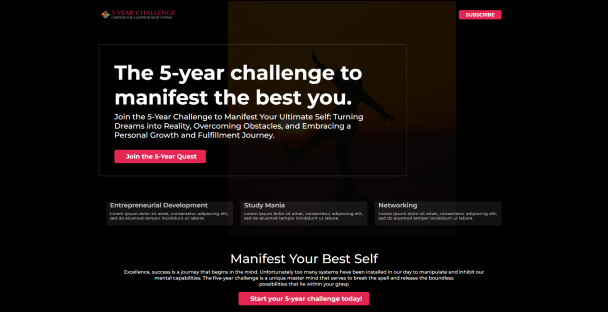 5 YEAR CHALLENGE
SUBSCRIBE
The 5-year challenge to
manifest the best you.
Join the 5-Year Challenge to Manifest Your Ultimate Self: Turning
Dreams into Reality, Overcoming Obstacles, and Embracing a
Personal Growth and Fulfillment Journey.
Join the 5-Year Quest
Entrepreneurial Development
Lorem ipsum dolor sit amet, consectetur adipiscing elit,
sed do eiusmod tempor incididunt ut labore.
Study Mania
Lorem ipsum dolor sit amet, consectetur adipiscing elit,
sed do eiusmod tempor incididunt ut labore.
Networking
Lorem ipsum dolor sit amet, consectetur adipiscing elit,
sed do eiusmod tempor incididunt ut labore.
Manifest Your Best Self
Excellence, success is a journey that begins in the mind. Unfortunately too many systems have been installed in our day to manipulate and inhibit our
mental capabilities. The five-year challenge is a unique master mind that serves to break the spell and release the boundless
possibilities that lie within your grasp
Start your 5-year challenge today!